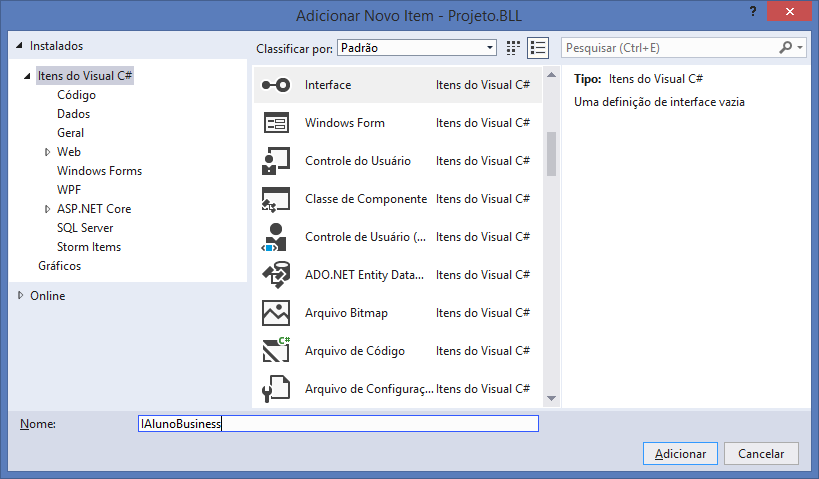 Adicionar Novo Item - Projeto.BLL
?
Instalados
Classificar por: Padrão
Pesquisar (Ctrl+E)
Itens do Visual C#
Código
Dados
Geral
Web
Windows Forms
WPF
ASP.NET Core
SQL Server
Storm Items
Gráficos
Online
Interface Itens do Visual C#
Windows Form Itens do Visual C#
Controle do Usuário Itens do Visual C#
Classe de Componente Itens do Visual C#
Controle de Usuário (... Itens do Visual C#
ADO.NET Entity Data... Itens do Visual C#
Arquivo Bitmap Itens do Visual C#
C#
Arquivo de Código Itens do Visual C#
Arquivo de Configuraç... Itens do Visual C#
Tipo: Itens do Visual C#
Uma definição de interface vazia
Nome: IAlunoBusiness
Adicionar Cancelar